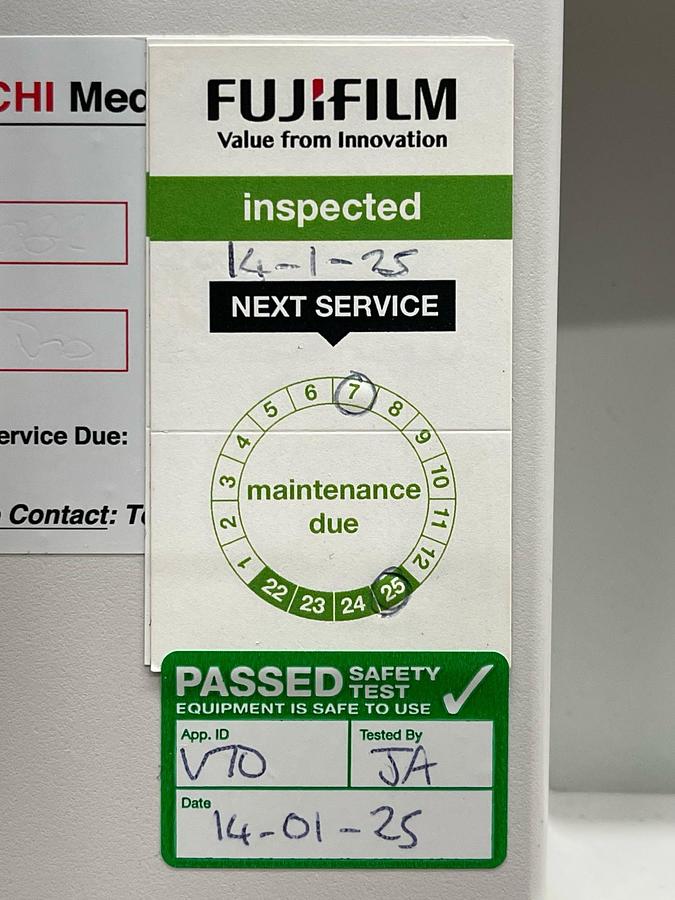 CHI Med
ervice Due:
Contact: T
FUJIFILM
Value from Innovation
inspected
14-1-25
NEXT SERVICE
1 2 3 4 5 6 7 8 9 10 11 12
22 23 24 25
maintenance
due
PASSED SAFETY TEST
EQUIPMENT IS SAFE TO USE
App. ID
Tested By
JA
Date
14-01-25